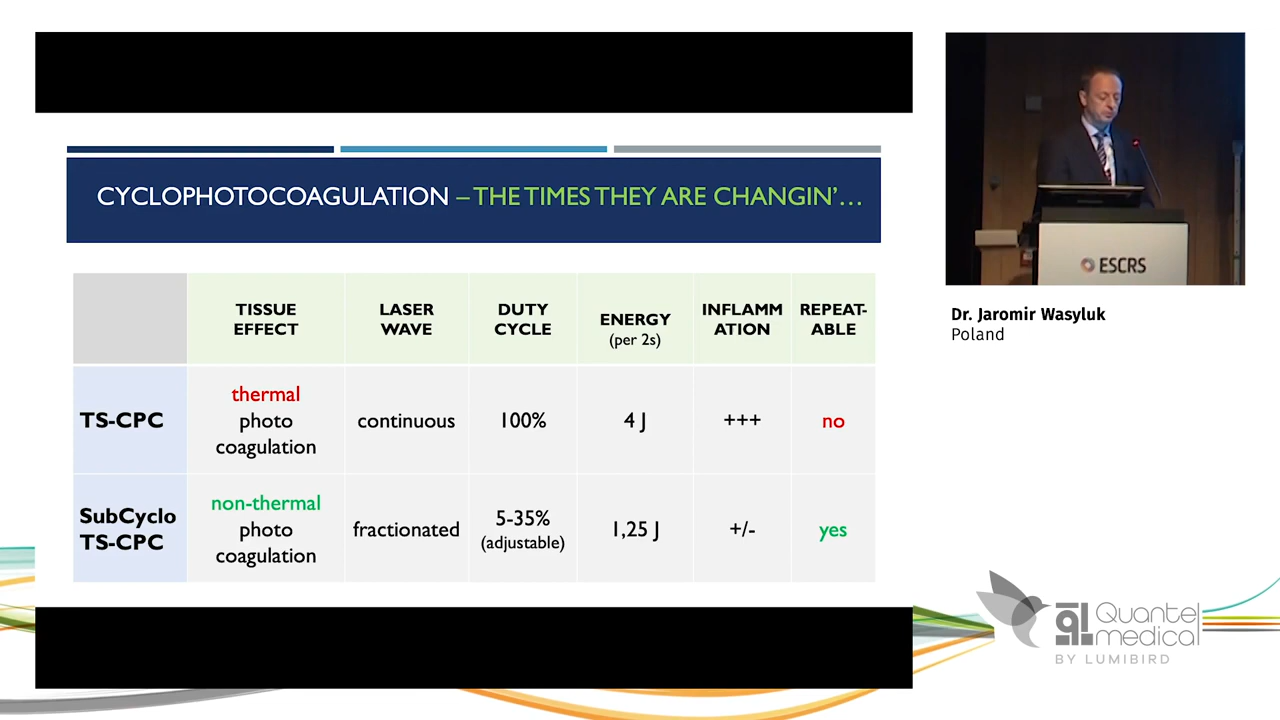 CYCLOPHOTOCOAGULATION – THE TIMES THEY ARE CHANGIN’…
TISSUE
EFFECT
LASER
WAVE
DUTY
CYCLE
ENERGY
(per 2s)
INFLAMM
ATION
REPEAT-
ABLE
TS-CPC
thermal
photo
coagulation
continuous
100%
4 J
+++
no
SubCyclo
TS-CPC
non-thermal
photo
coagulation
fractionated
5-35%
(adjustable)
1,25 J
+/-
yes
ESCRS
Dr. Jaromir Wasyluk
Poland
Quantel
medical
BY LUMIBIRD